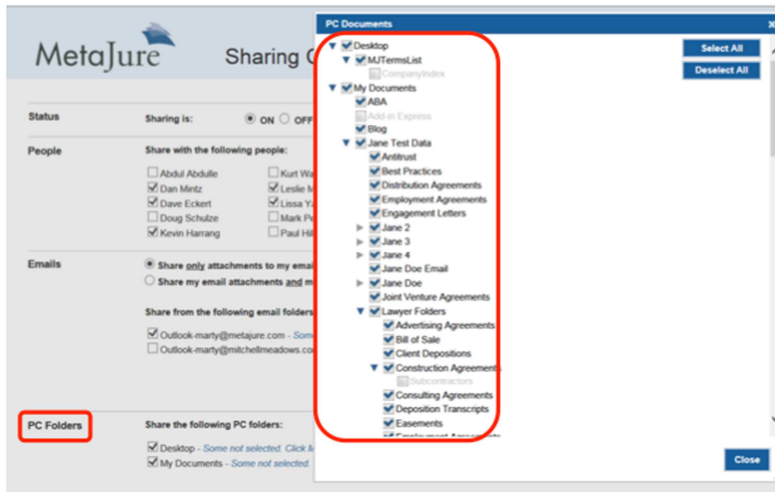 MetaJure
Sharing
Status
Sharing is:
ON
OFF
People
Share with the following people:
Abdul Abdulle
Dan Mintz
Leslie
Dave Eckert
Lissa
Doug Schulze
Mark
Kevin Harrang
Paul
Kurt
Emails
Share only attachments to my
Share my email attachments and
Share from the following email folders
Outlook-marty@metajure.com -
Outlook-marty@mitchellmeadows.co
PC Folders
Share the following PC folders:
Desktop - Some not selected. Click
My Documents - Some not selected
PC Documents
x
Desktop
MJTermsList
CompanyIndex
My Documents
ABA
Add-in Express
Blog
Jane Test Data
Antitrust
Best Practices
Distribution Agreements
Employment Agreements
Engagement Letters
Jane 2
Jane 3
Jane 4
Jane Doe Email
Jane Doe
Joint Venture Agreements
Lawyer Folders
Advertising Agreements
Bill of Sale
Client Depositions
Construction Agreements
Subcontractors
Consulting Agreements
Deposition Transcripts
Easements
Employment Agreements
Select All
Deselect All
Close